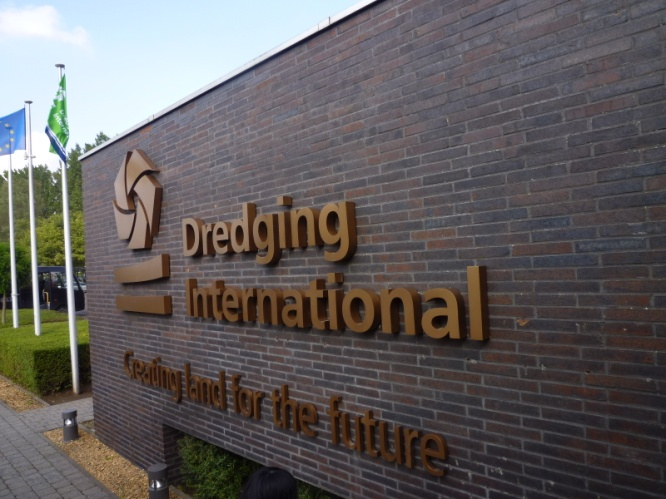 Dredging
International
Creating land for the future